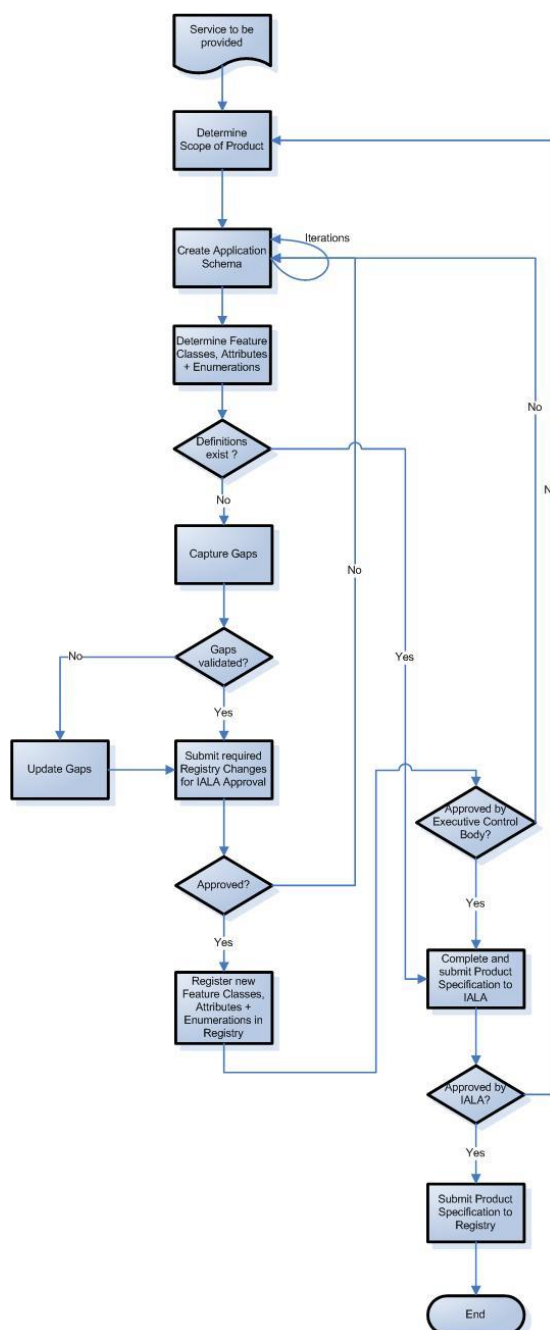 Service to be
provided
Determine
Scope of Product
Iterations
Create Application
Schema
Determine Feature
Classes, Attributes
+ Enumerations
No
Definitions
exist ?
N
No
Capture Gaps
No
Gaps
validated?
No
Yes
Yes
Update Gaps
Submit required
Registry Changes
for IALA Approval
Approved by
Executive Control
Body?
Approved?
Yes
Yes
Register new
Feature Classes,
Attributes +
Enumerations in
Registry
Complete and
submit Product
Specification to
IALA
Approved by
IALA?
Yes
Submit Product
Specification to
Registry
End